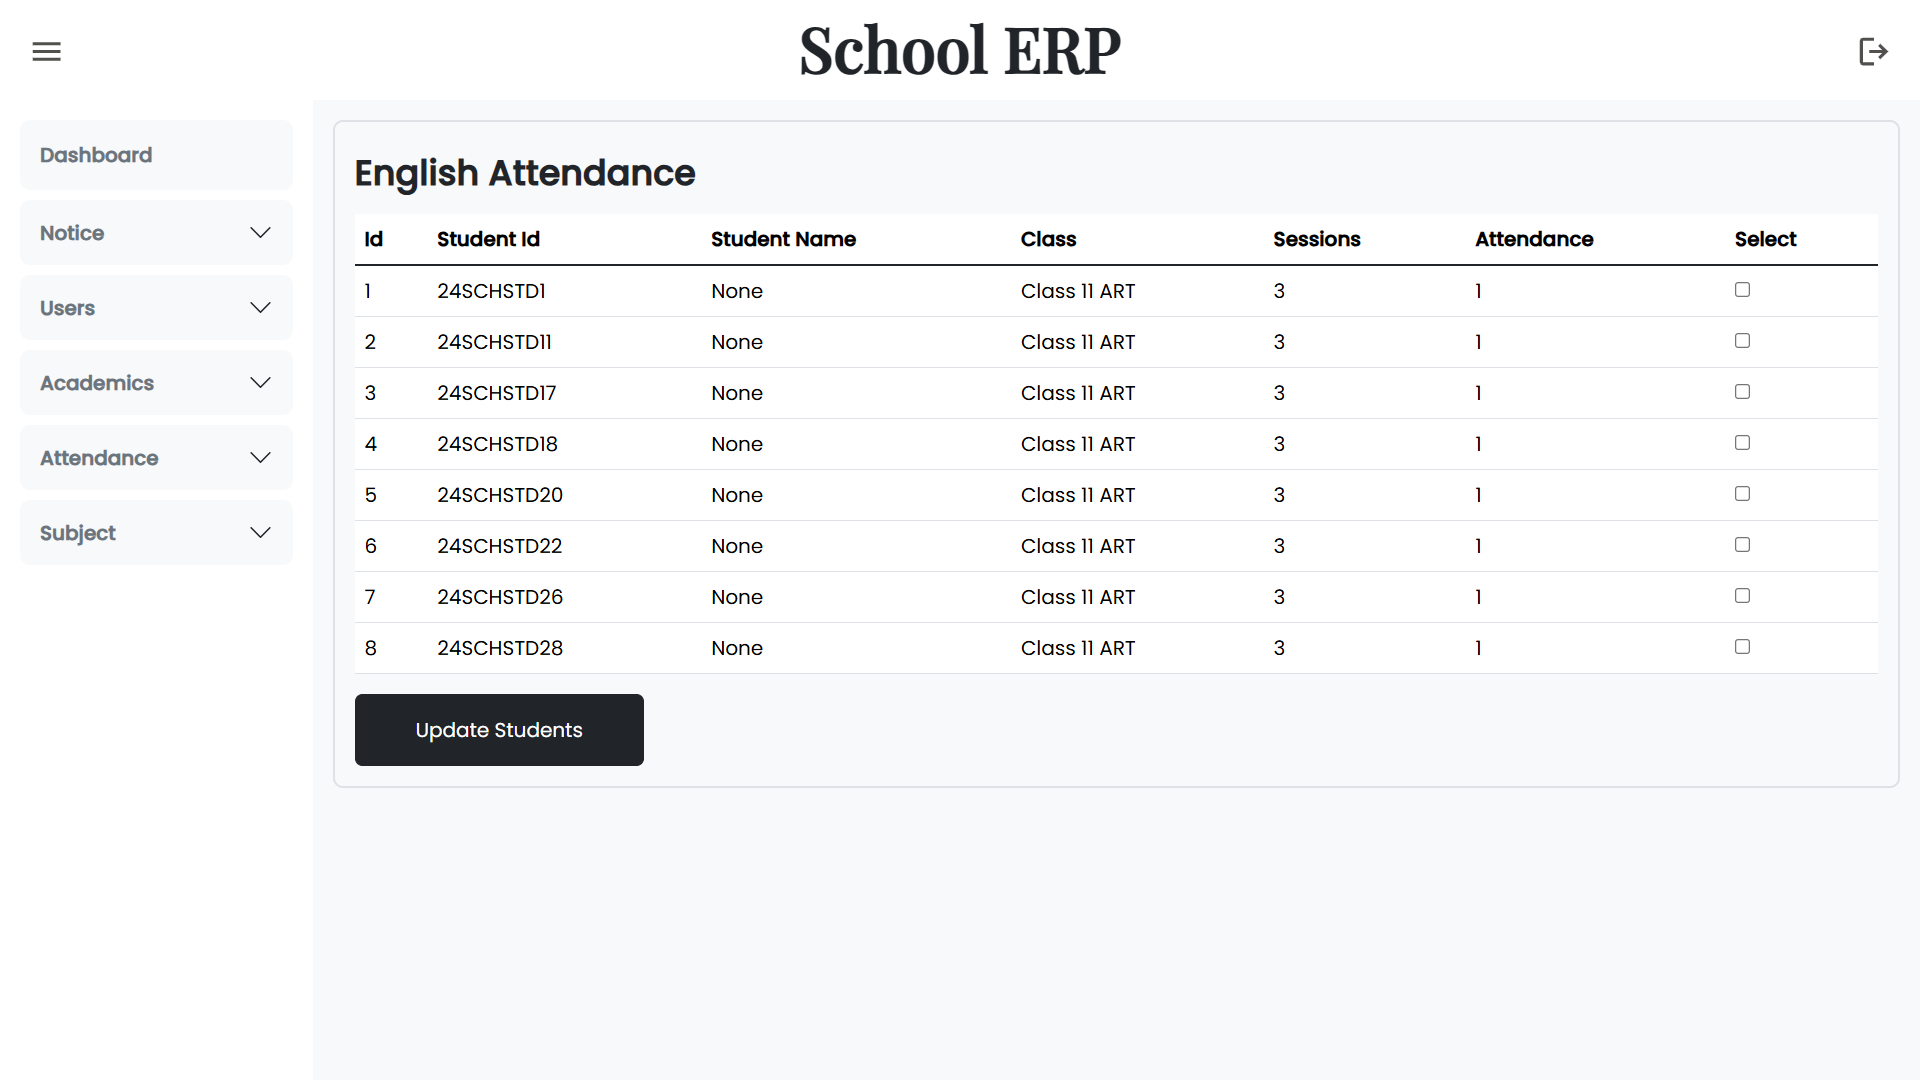 School ERP
Dashboard
Notice
Users
Academics
Attendance
Subject
English Attendance
Id Student Id Student Name Class Sessions Attendance Select
1 24SCHSTD1 None Class 11 ART 3 1
2 24SCHSTD11 None Class 11 ART 3 1
3 24SCHSTD17 None Class 11 ART 3 1
4 24SCHSTD18 None Class 11 ART 3 1
5 24SCHSTD20 None Class 11 ART 3 1
6 24SCHSTD22 None Class 11 ART 3 1
7 24SCHSTD26 None Class 11 ART 3 1
8 24SCHSTD28 None Class 11 ART 3 1
Update Students